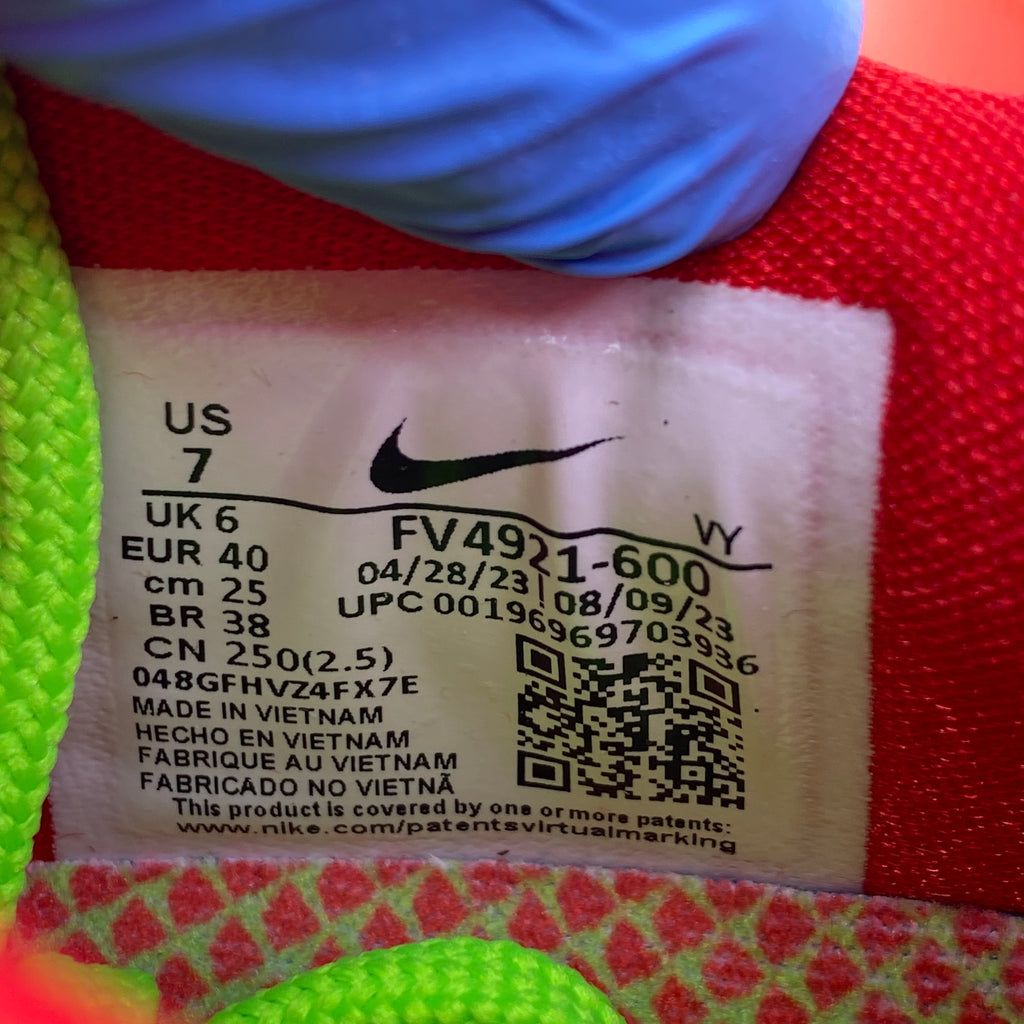 US
7
VY
UK 6
FV4921-600
EUR 40
04/28/23 | 08/09/23
cm 25
UPC 00196969703936
BR 38
CN 250(2.5)
048GFHVZ4FX7E
MADE IN VIETNAM
HECHO EN VIETNAM
FABRIQUE AU VIETNAM
FABRICADO NO VIETNÃ
This product is covered by one or more patents:
www.nike.com/patentsvirtualmarking